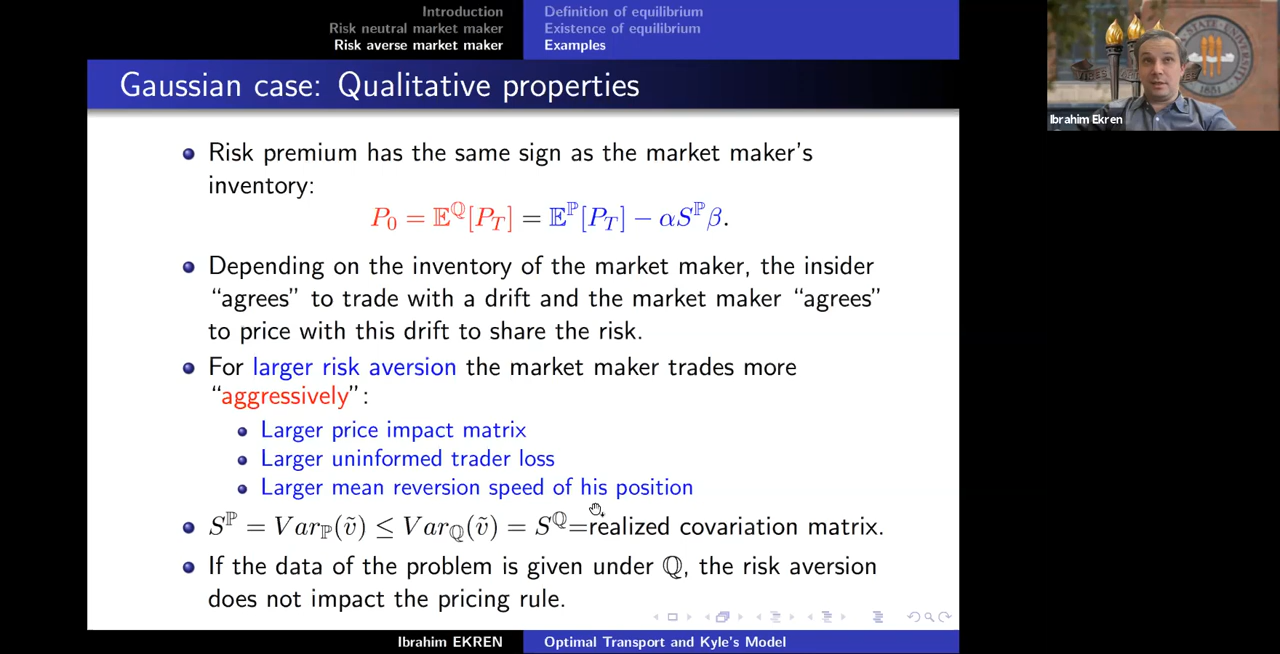 Introduction
Risk neutral market maker
Risk averse market maker
Definition of equilibrium
Existence of equilibrium
Examples
Gaussian case: Qualitative properties
Risk premium has the same sign as the market maker's
inventory:
P₀ = 𝔼^ℚ[P_T] = 𝔼^ℙ[P_T] − αS^ℙβ.
Depending on the inventory of the market maker, the insider
"agrees" to trade with a drift and the market maker "agrees"
to price with this drift to share the risk.
For larger risk aversion the market maker trades more
"aggressively":
Larger price impact matrix
Larger uninformed trader loss
Larger mean reversion speed of his position
S^ℙ = Var_ℙ(ṽ) ≤ Var_ℚ(ṽ) = S^ℚ=realized covariation matrix.
If the data of the problem is given under ℚ, the risk aversion
does not impact the pricing rule.
Ibrahim EKREN
Optimal Transport and Kyle's Model
Ibrahim Ekren